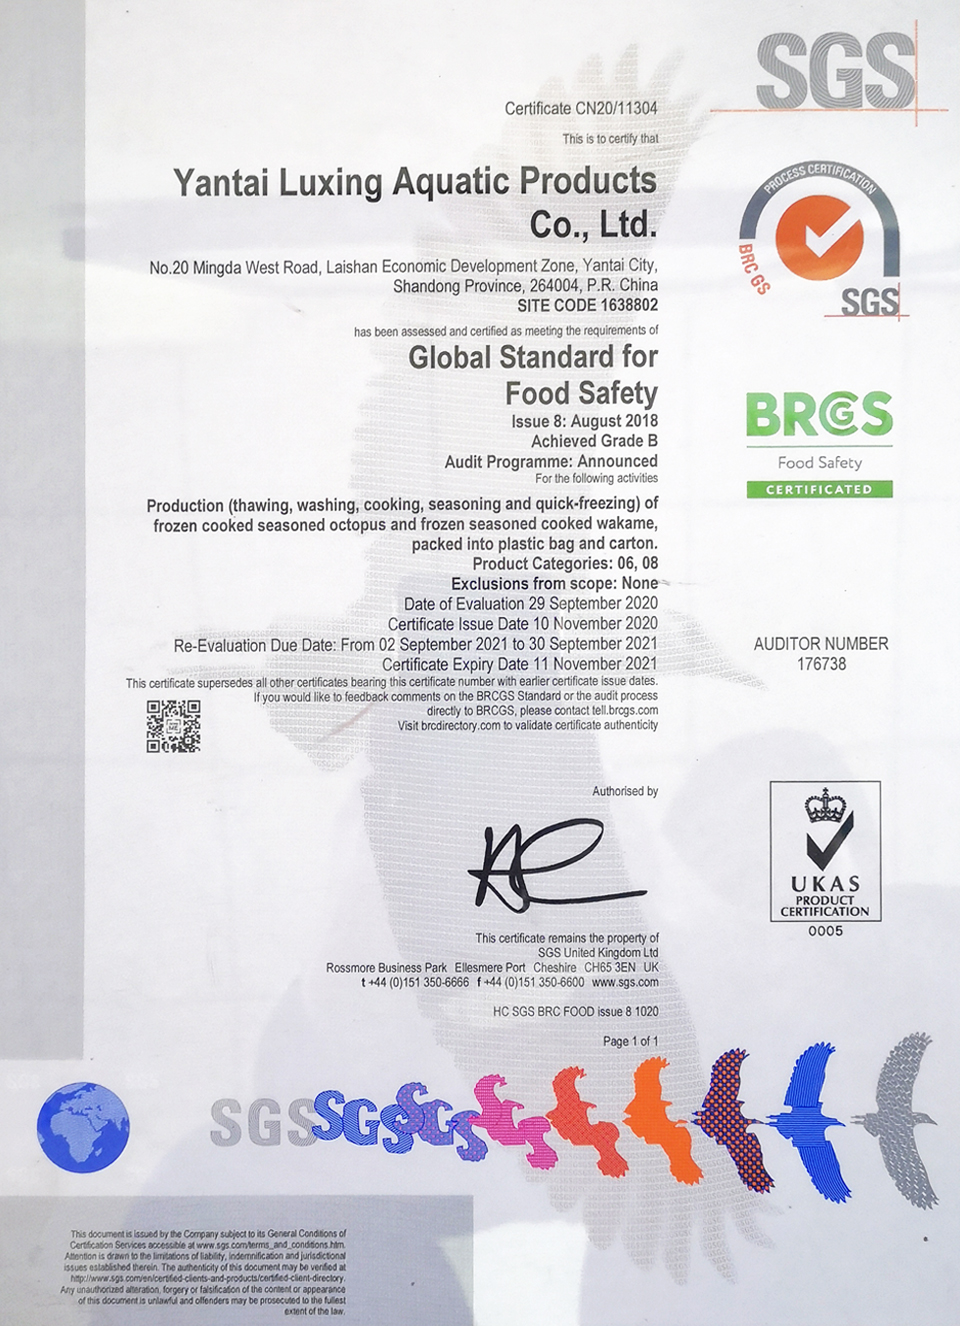 SGS
Certificate CN20/11304
This is to certify that
Yantai Luxing Aquatic Products
Co., Ltd.
No.20 Mingda West Road, Laishan Economic Development Zone, Yantai City,
Shandong Province, 264004, P.R. China
SITE CODE 1638802
has been assessed and certified as meeting the requirements of
Global Standard for
Food Safety
Issue 8: August 2018
Achieved Grade B
Audit Programme: Announced
For the following activities
Production (thawing, washing, cooking, seasoning and quick-freezing) of
frozen cooked seasoned octopus and frozen seasoned cooked wakame,
packed into plastic bag and carton.
Product Categories: 06, 08
Exclusions from scope: None
Date of Evaluation 29 September 2020
Certificate Issue Date 10 November 2020
Re-Evaluation Due Date: From 02 September 2021 to 30 September 2021
Certificate Expiry Date 11 November 2021
This certificate supersedes all other certificates bearing this certificate number with earlier certificate issue dates.
If you would like to feedback comments on the BRCGS Standard or the audit process
directly to BRCGS, please contact tell.brcgs.com
Visit brcdirectory.com to validate certificate authenticity
PROCESS CERTIFICATION
BRC GS
SGS
BRCGS
Food Safety
CERTIFICATED
AUDITOR NUMBER
176738
Authorised by
UKAS
PRODUCT
CERTIFICATION
0005
This certificate remains the property of
SGS United Kingdom Ltd
Rossmore Business Park Ellesmere Port Cheshire CH65 3EN UK
t +44 (0)151 350-6666 f +44 (0)151 350-6600 www.sgs.com
HC SGS BRC FOOD issue 8 1020
Page 1 of 1
SGS SGS SGS
This document is issued by the Company subject to its General Conditions of
Certification Services accessible at www.sgs.com/terms_and_conditions.htm.
Attention is drawn to the limitations of liability, indemnification and jurisdictional
issues established therein. The authenticity of this document may be verified at
http://www.sgs.com/en/certified-clients-and-products/certified-client-directory.
Any unauthorized alteration, forgery or falsification of the content or appearance
of this document is unlawful and offenders may be prosecuted to the fullest
extent of the law.